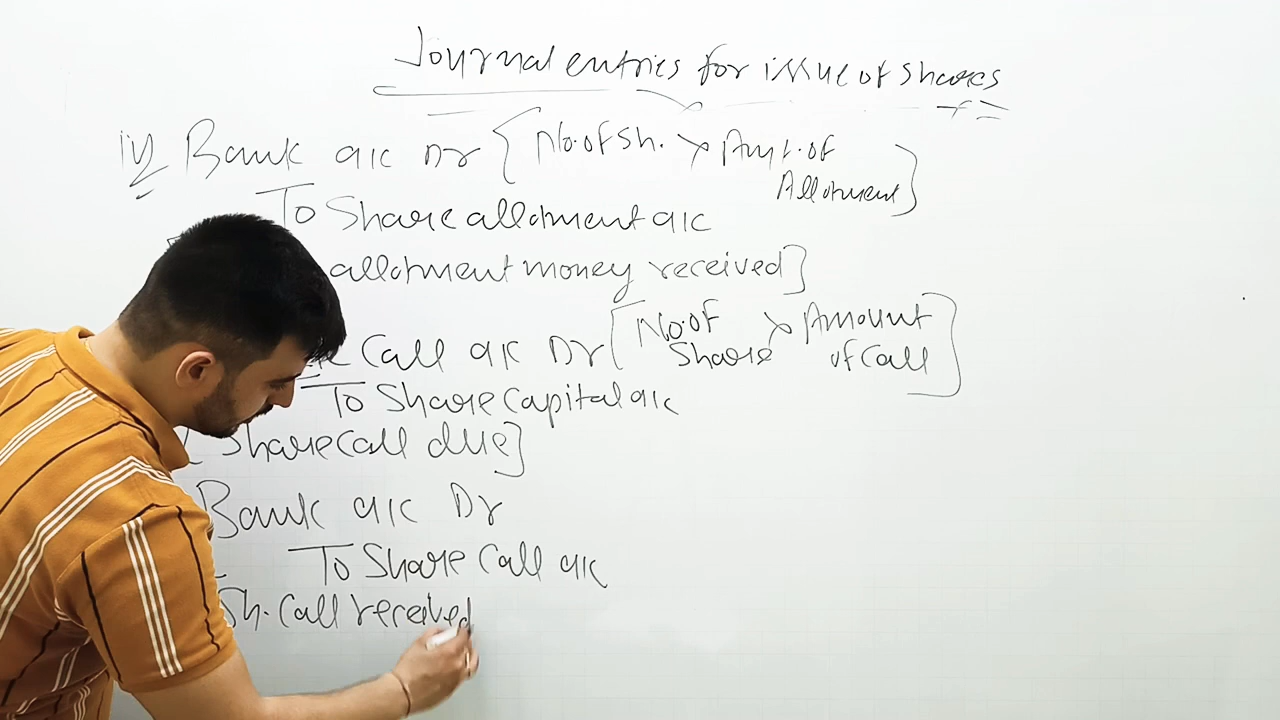 Journal entries for issue of shares
iv) Bank a/c Dr { No. of Sh. × Amt. of Allotment }
To Share allotment a/c
allotment money received]
Call a/c Dr [ No. of Share × Amount of Call ]
To Share Capital a/c
[Share Call due]
Bank a/c Dr
To Share Call a/c
Sh. Call received